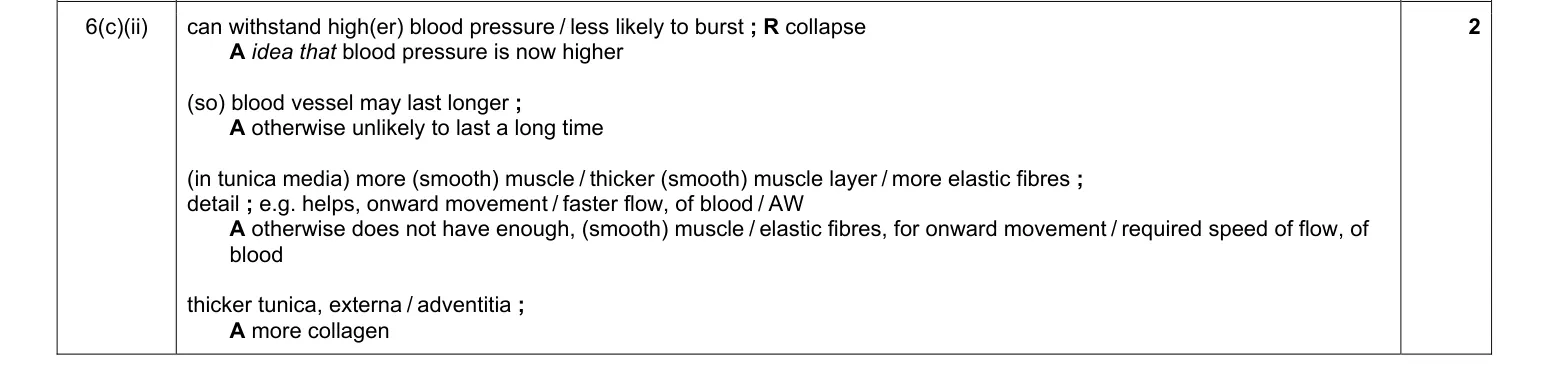 6(c)(ii) can withstand high(er) blood pressure / less likely to burst ; R collapse 2
A idea that blood pressure is now higher
(so) blood vessel may last longer ;
A otherwise unlikely to last a long time
(in tunica media) more (smooth) muscle / thicker (smooth) muscle layer / more elastic fibres ;
detail ; e.g. helps, onward movement / faster flow, of blood / AW
A otherwise does not have enough, (smooth) muscle / elastic fibres, for onward movement / required speed of flow, of
blood
thicker tunica, externa / adventitia ;
A more collagen